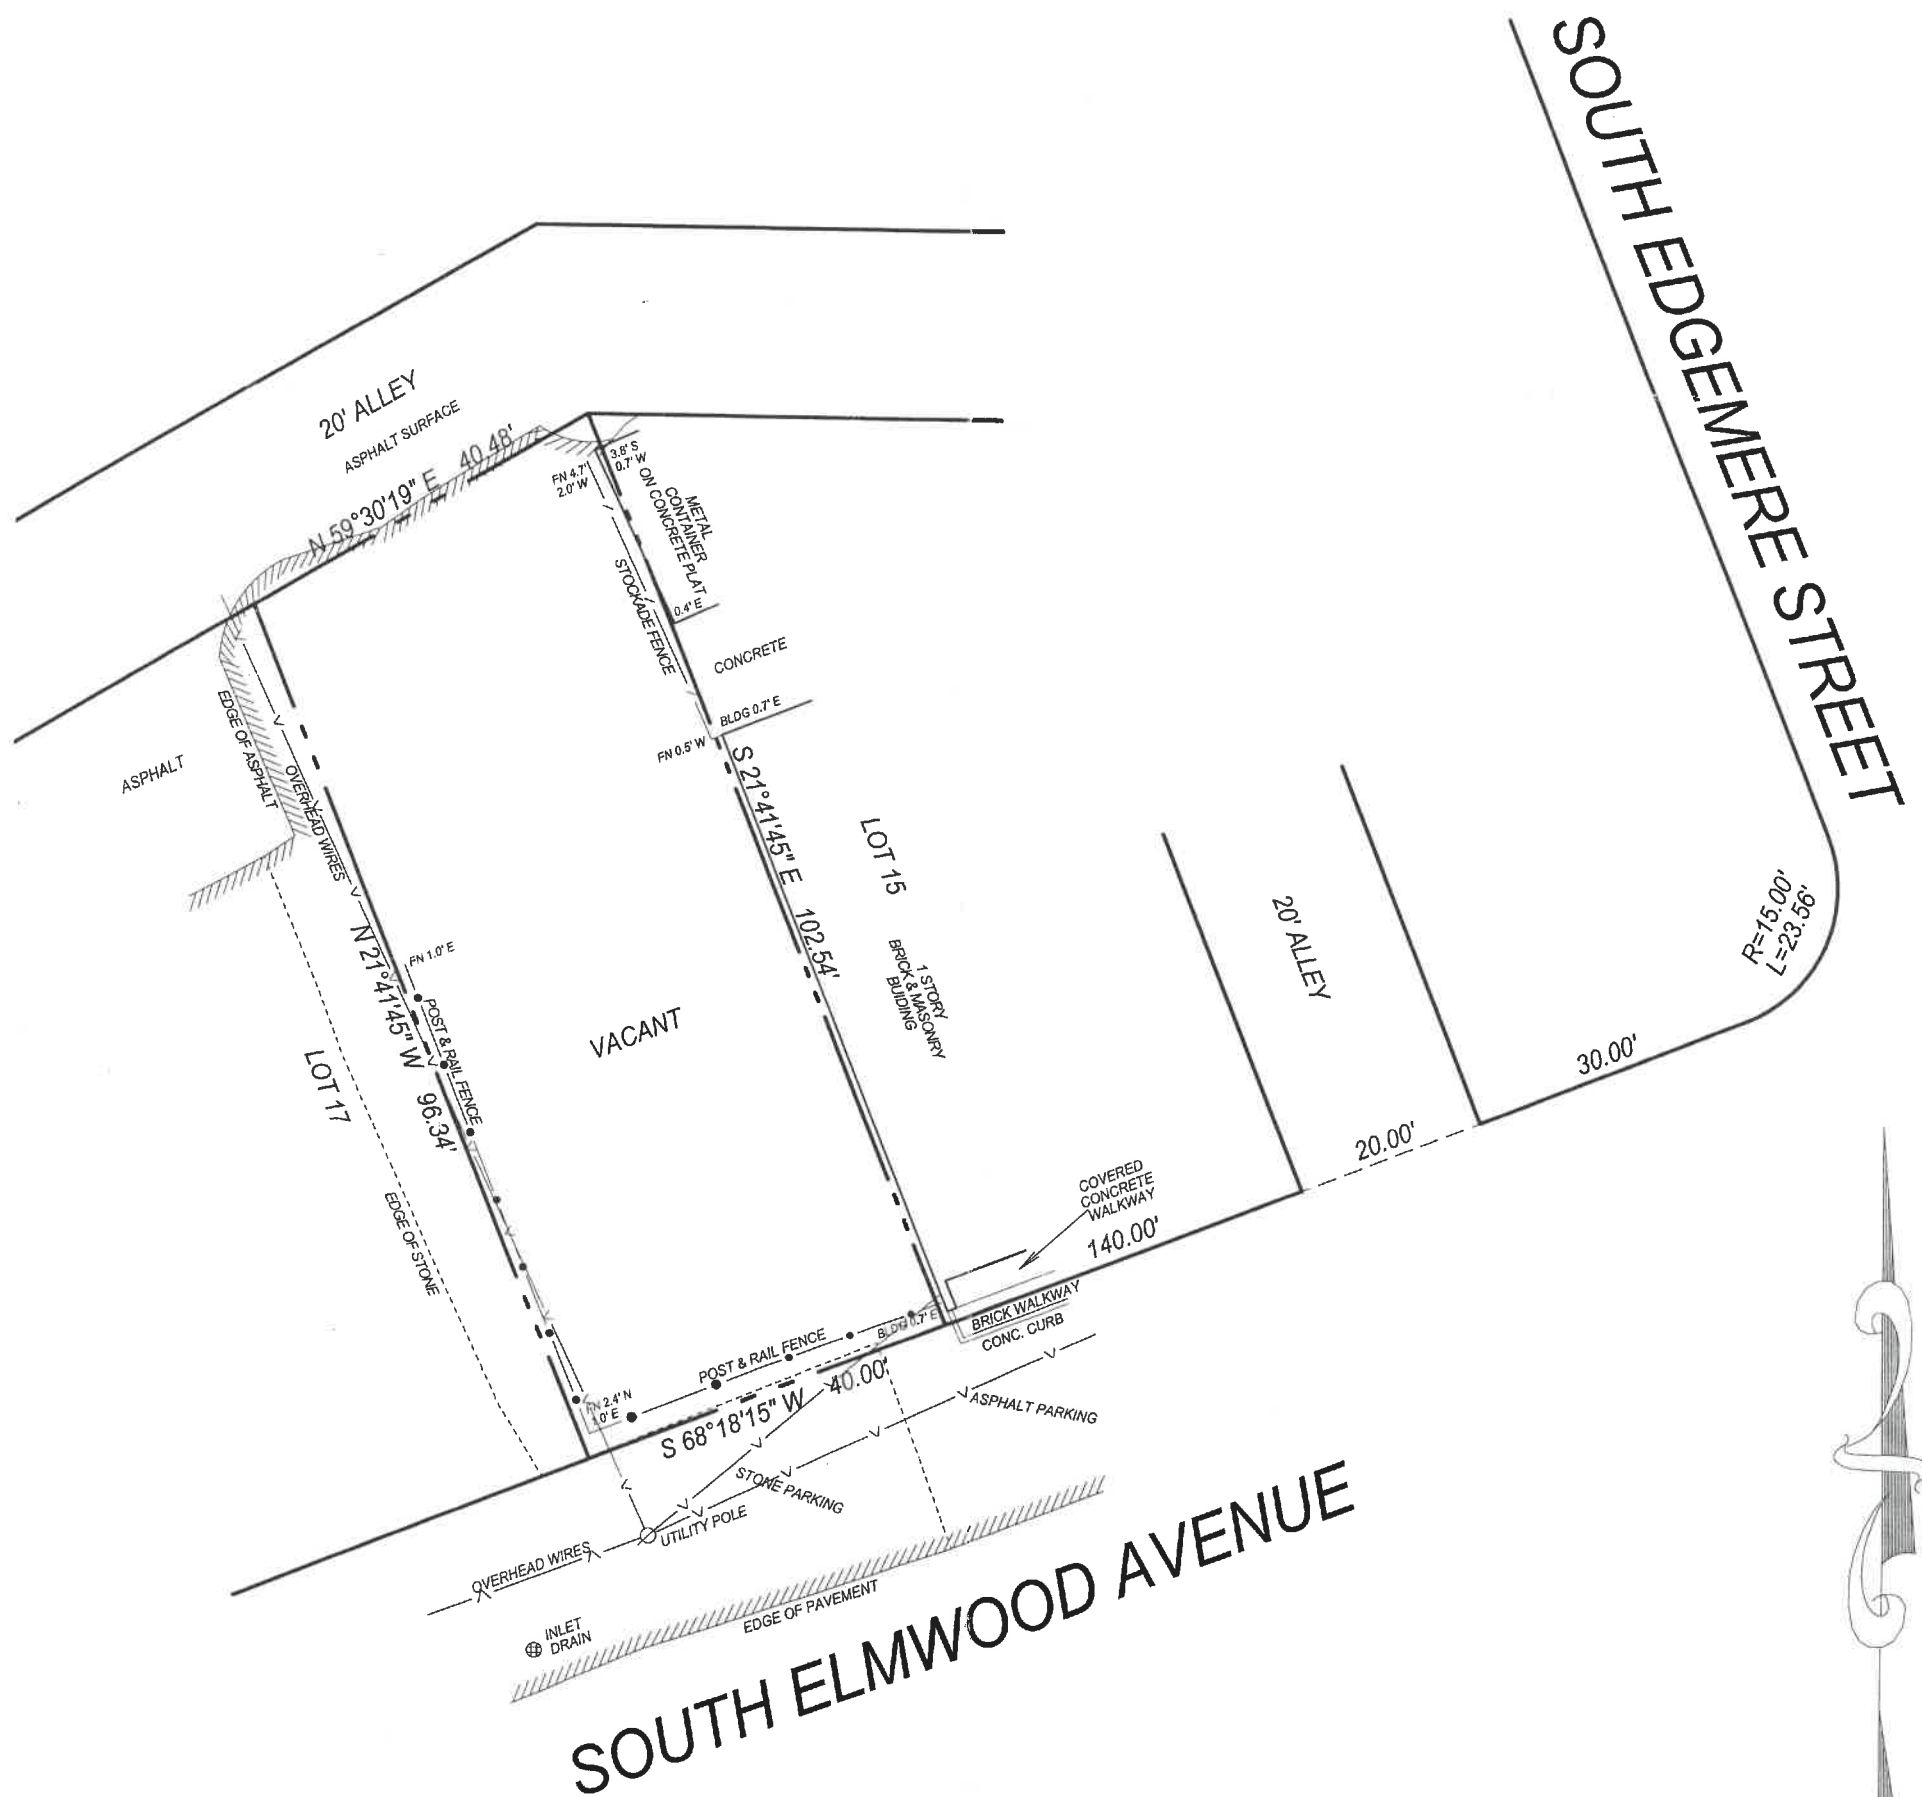 SOUTH EDGEMERE STREET
20' ALLEY
ASPHALT SURFACE
N 59°30'19" E 40.48'
FN 4.7'
2.0' W
3.8' S
0.7' W
METAL
CONTAINER
ON CONCRETE PLAT
0.4' E
STOCKADE FENCE
CONCRETE
BLDG 0.7' E
FN 0.5' W
ASPHALT
EDGE OF ASPHALT
OVERHEAD WIRES
S 21°41'45" E 102.54'
LOT 15
1 STORY
BRICK & MASONRY
BUIDING
20' ALLEY
R=15.00'
L=23.56'
N 21°41'45" W 96.34'
FN 1.0' E
POST & RAIL FENCE
VACANT
LOT 17
EDGE OF STONE
30.00'
20.00'
COVERED
CONCRETE
WALKWAY
140.00'
BRICK WALKWAY
CONC. CURB
BLDG 0.7' E
POST & RAIL FENCE
FN 2.4' N
1.0' E
S 68°18'15" W 40.00'
ASPHALT PARKING
STONE PARKING
UTILITY POLE
OVERHEAD WIRES
INLET
DRAIN
EDGE OF PAVEMENT
SOUTH ELMWOOD AVENUE